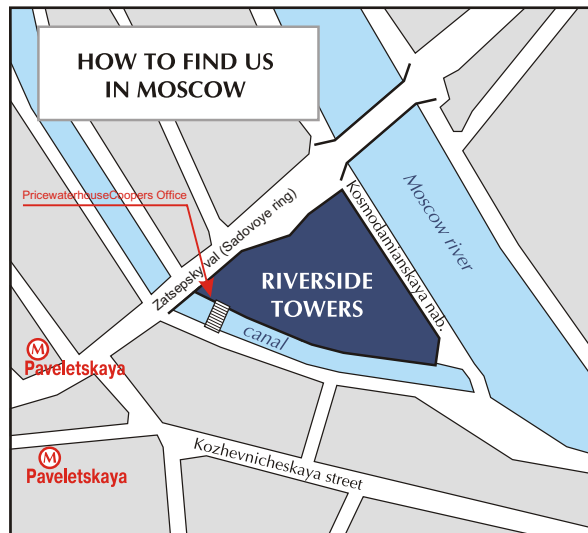 HOW TO FIND US
IN MOSCOW
PricewaterhouseCoopers Office
Zatsepsky val (Sadovoye ring)
Kosmodamianskaya nab.
Moscow river
RIVERSIDE
TOWERS
canal
M
Paveletskaya
M
Paveletskaya
Kozhevnicheskaya street